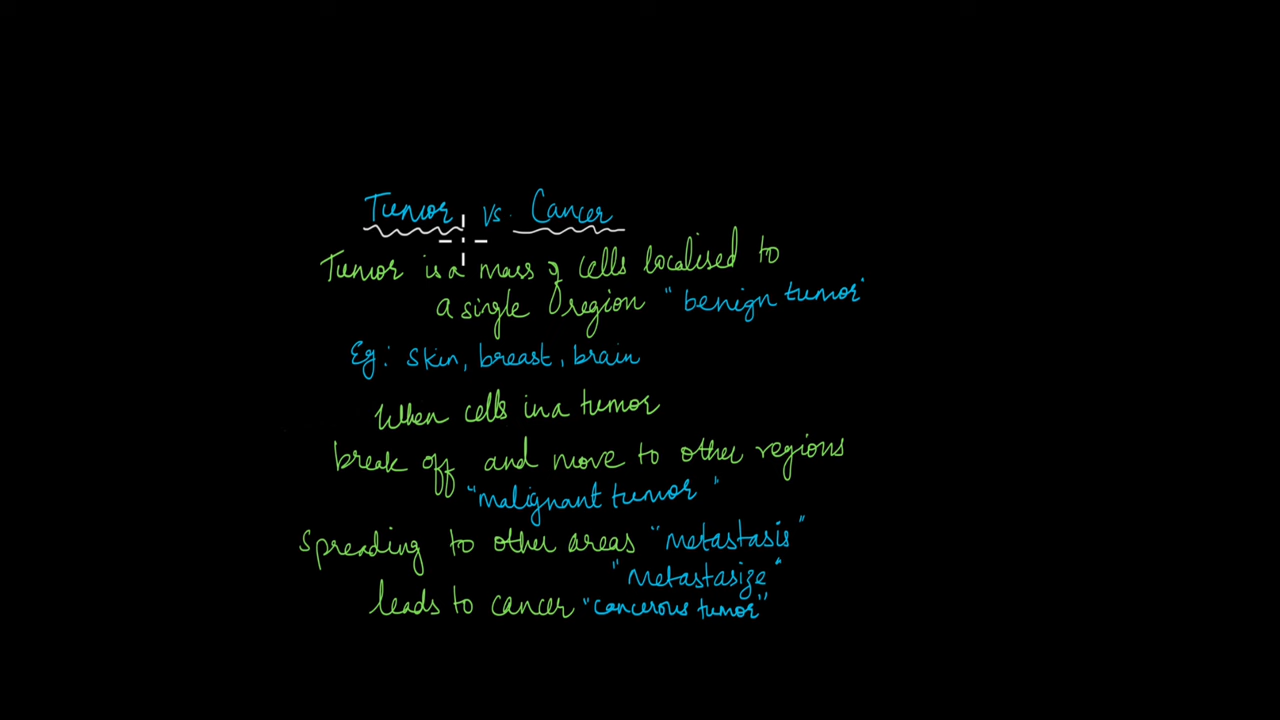 Tumor vs. Cancer
Tumor is a mass of cells localised to
a single region "benign tumor"
Eg: skin, breast, brain
When cells in a tumor
break off and move to other regions
"malignant tumor"
Spreading to other areas "metastasis"
"metastasize"
leads to cancer "cancerous tumor"